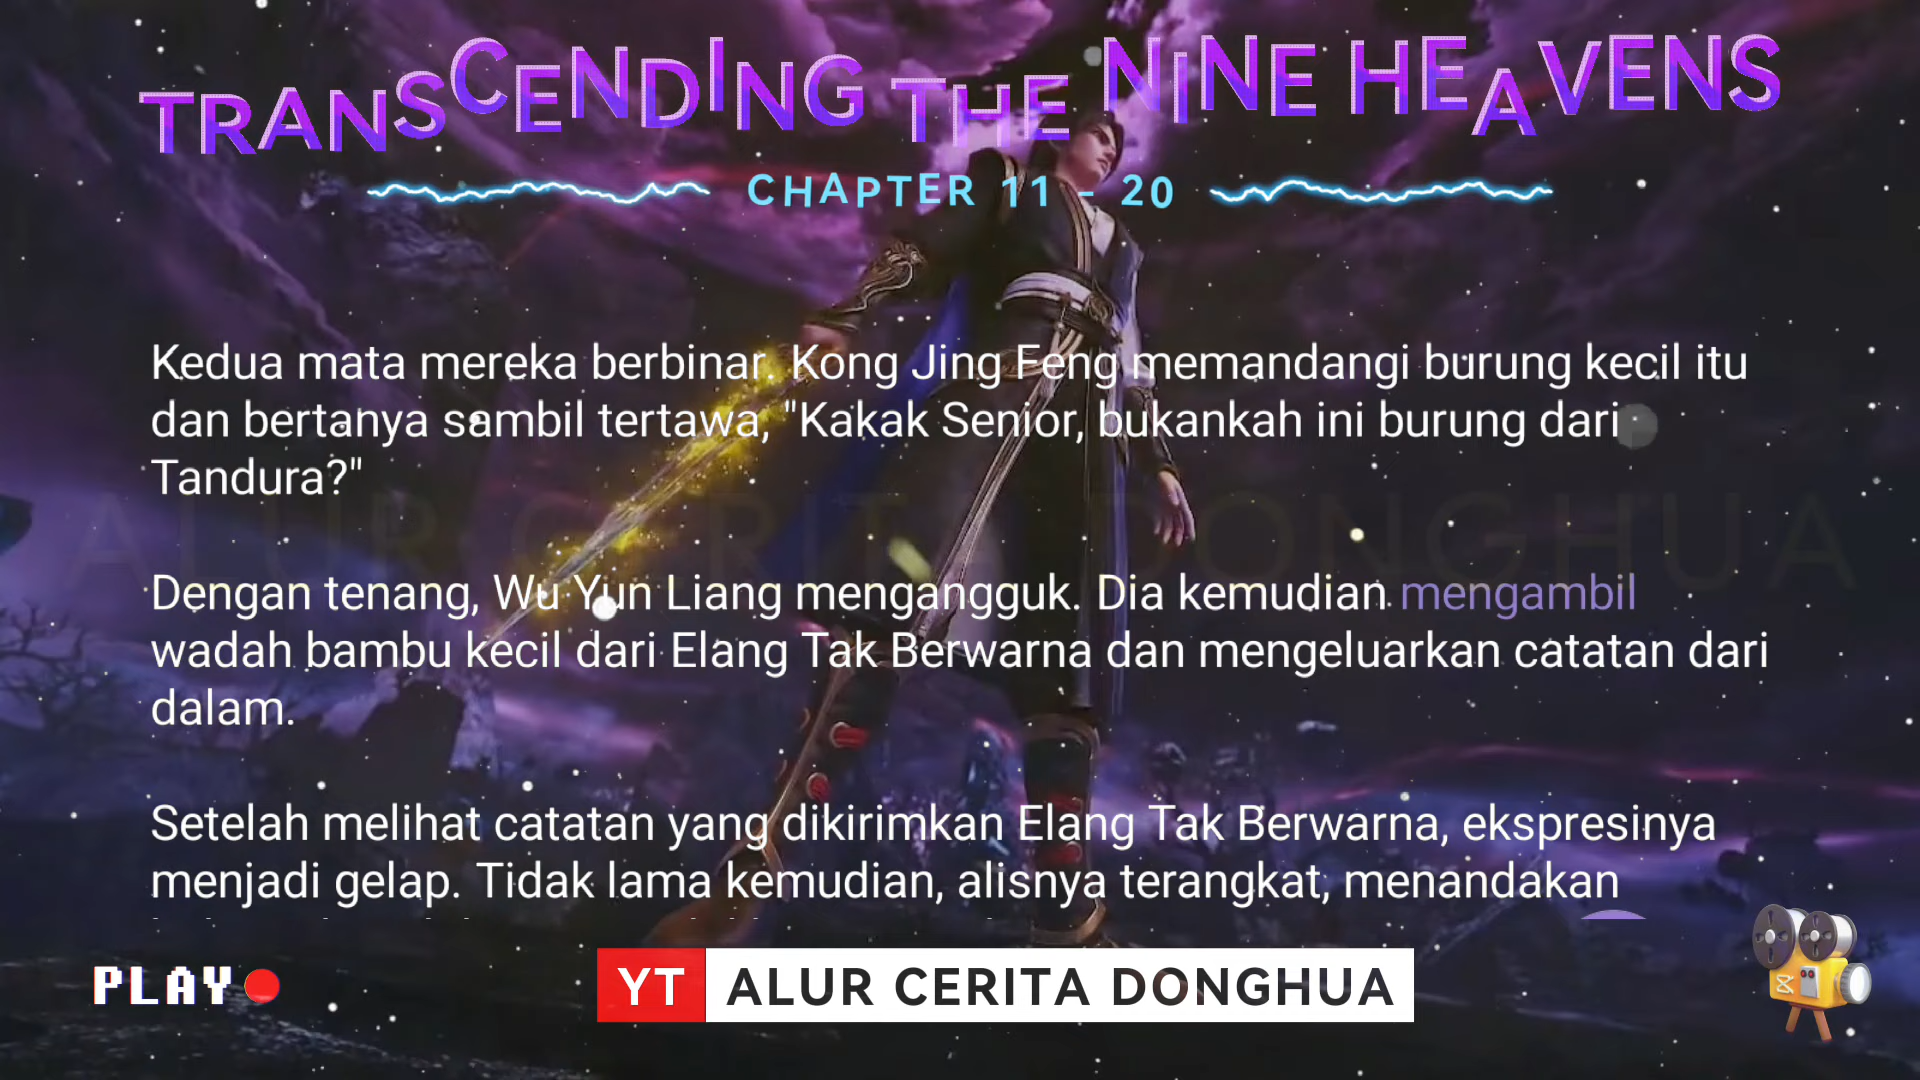 TRANSCENDING THE NINE HEAVENS
CHAPTER 11 - 20
Kedua mata mereka berbinar. Kong Jing Feng memandangi burung kecil itu
dan bertanya sambil tertawa, "Kakak Senior, bukankah ini burung dari
Tandura?"
ALUR CERITA DONGHUA
Dengan tenang, Wu Yun Liang mengangguk. Dia kemudian mengambil
wadah bambu kecil dari Elang Tak Berwarna dan mengeluarkan catatan dari
dalam.
Setelah melihat catatan yang dikirimkan Elang Tak Berwarna, ekspresinya
menjadi gelap. Tidak lama kemudian, alisnya terangkat, menandakan
PLAY
YT ALUR CERITA DONGHUA